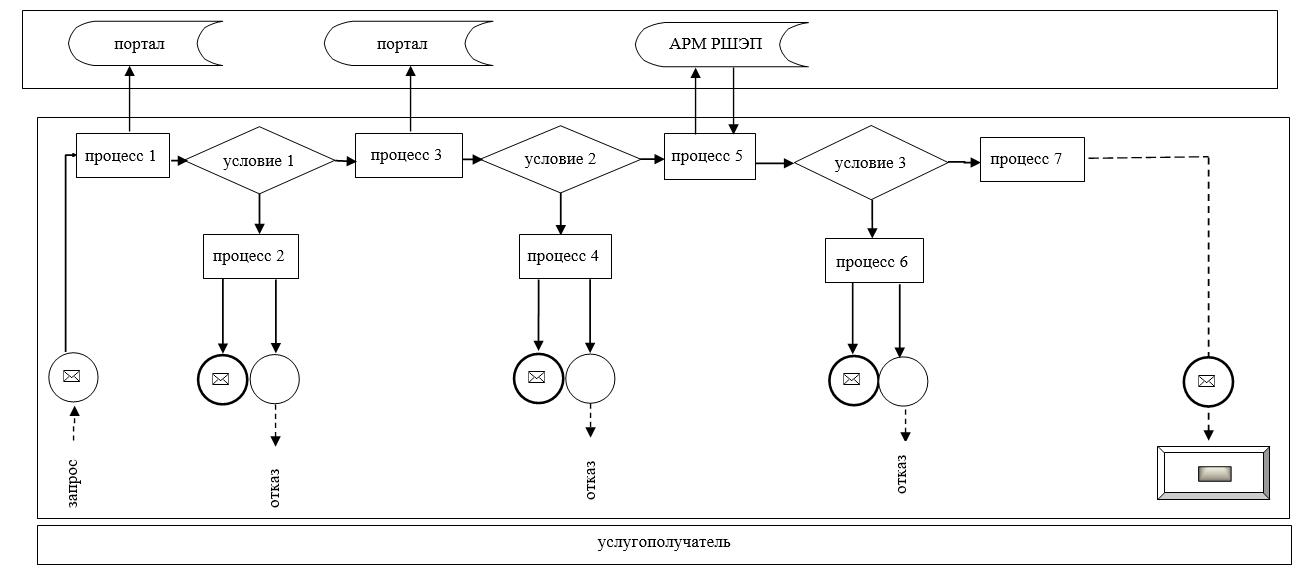 портал
портал
АРМ РШЭП
процесс 1
условие 1
процесс 3
условие 2
процесс 5
условие 3
процесс 7
процесс 2
процесс 4
процесс 6
запрос
отказ
отказ
отказ
услугополучатель